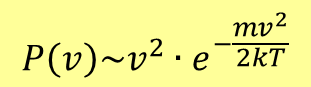 P(v)~v² · e^(-mv²/2kT)